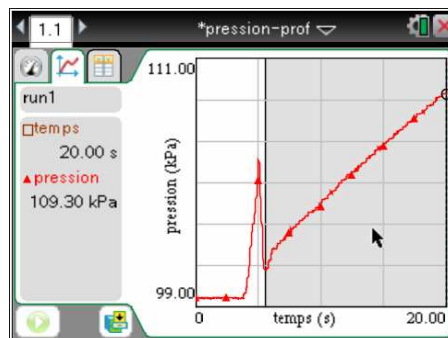 1.1 *pression-prof
run1
temps
20.00 s
pression
109.30 kPa
111.00
pression (kPa)
99.00
0 temps (s) 20.00